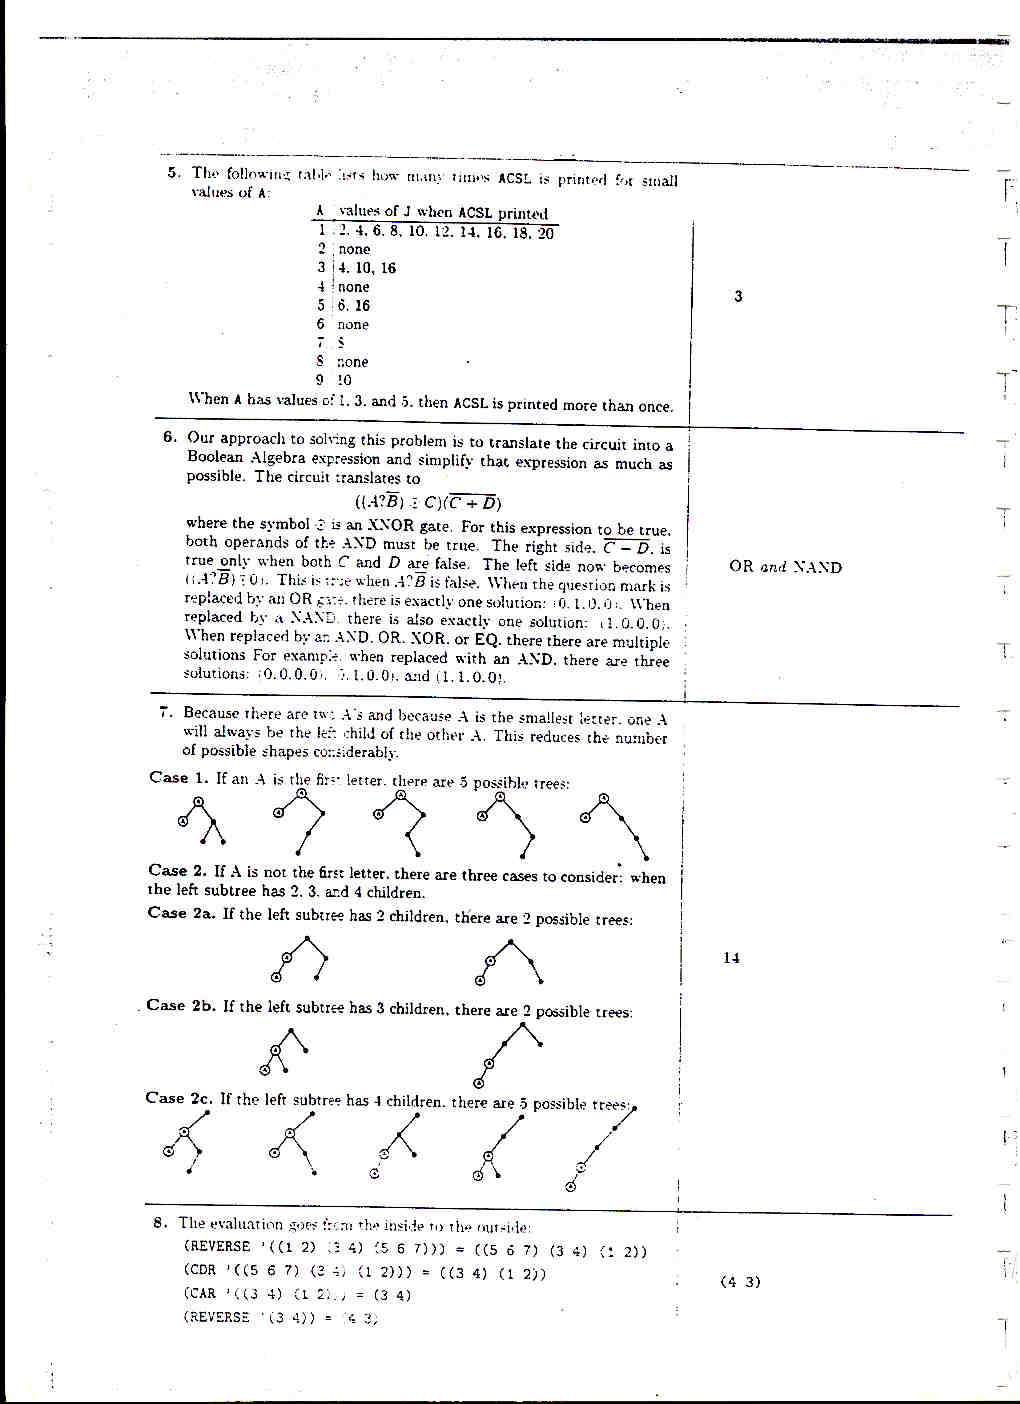 5. The following table lists how many times ACSL is printed for small
values of A:
A values of J when ACSL printed
1 2, 4, 6, 8, 10, 12, 14, 16, 18, 20
2 none
3 4, 10, 16
4 none
5 6, 16
6 none
7 8
8 none
9 10
When A has values of 1, 3, and 5, then ACSL is printed more than once.
3
6. Our approach to solving this problem is to translate the circuit into a
Boolean Algebra expression and simplify that expression as much as
possible. The circuit translates to
((A?B̅) C)(C + D)
where the symbol is an XNOR gate. For this expression to be true,
both operands of the AND must be true. The right side, is
true only when both C and D are false. The left side now becomes
This is true when A?B̅ is false. When the question mark is
replaced by an OR gate, there is exactly one solution: (0,1,0,0). When
replaced by a NAND, there is also exactly one solution: (1,0,0,0).
When replaced by an AND, OR, XOR, or EQ, there there are multiple
solutions For example, when replaced with an AND, there are three
solutions: (0,0,0,0), 1,0,0), and (1,1,0,0).
OR and NAND
7. Because there are two A's and because A is the smallest letter, one A
will always be the left child of the other A. This reduces the number
of possible shapes considerably.
Case 1. If an A is the first letter, there are 5 possible trees:
Case 2. If A is not the first letter, there are three cases to consider: when
the left subtree has 2, 3, and 4 children.
Case 2a. If the left subtree has 2 children, there are 2 possible trees:
14
Case 2b. If the left subtree has 3 children, there are 2 possible trees:
Case 2c. If the left subtree has 4 children, there are 5 possible trees:
8. The evaluation goes from the inside to the outside:
(REVERSE '((1 2) (3 4) (5 6 7))) = ((5 6 7) (3 4) (1 2))
(CDR '((5 6 7) (3 4) (1 2))) = ((3 4) (1 2))
(CAR '((3 4) (1 2))) = (3 4)
(REVERSE '(3 4)) = (4 3)
(4 3)